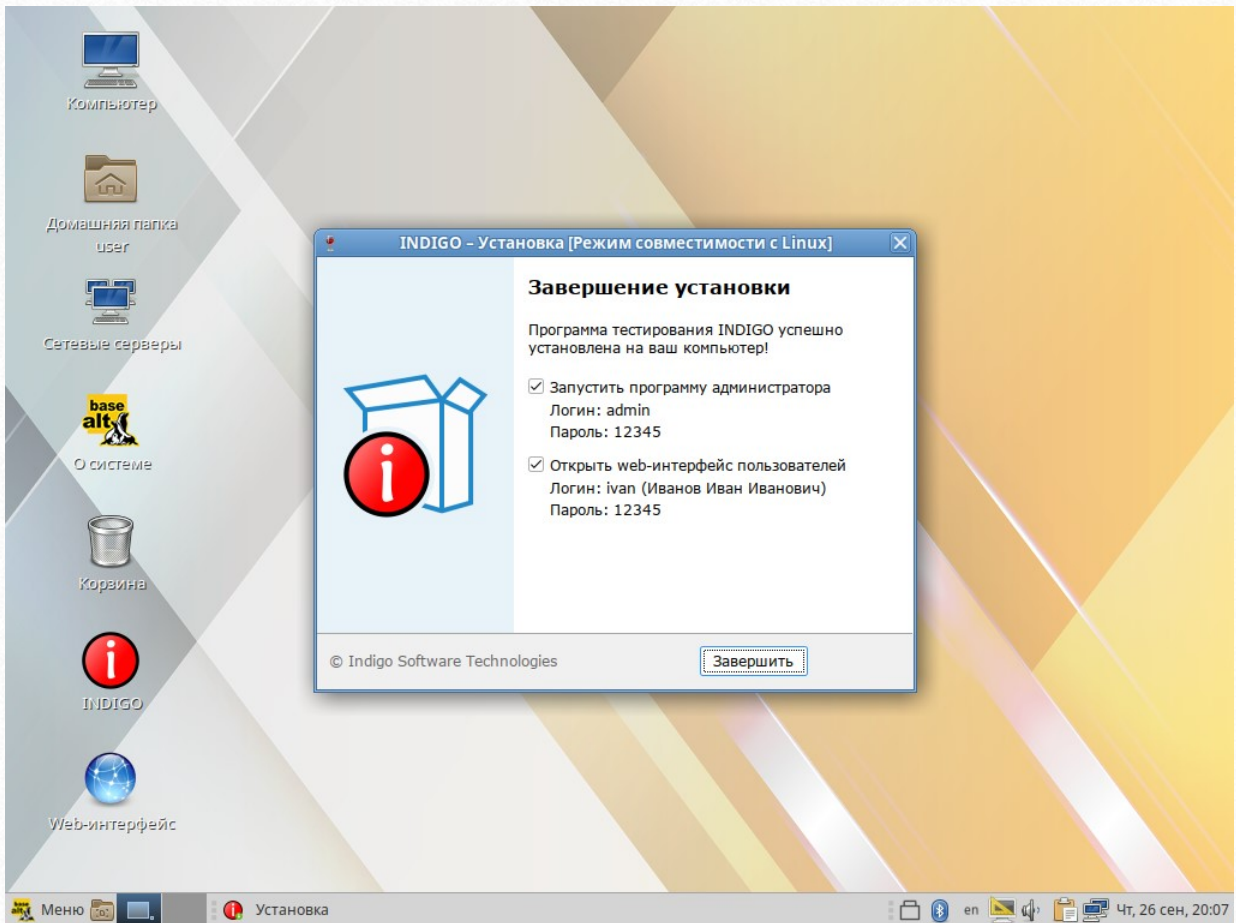 Компьютер
Домашняя папка
user
Сетевые серверы
base
alt
О системе
Корзина
i
INDIGO
Web-интерфейс
INDIGO – Установка [Режим совместимости с Linux]
i
Завершение установки
Программа тестирования INDIGO успешно
установлена на ваш компьютер!
Запустить программу администратора
Логин: admin
Пароль: 12345
Открыть web-интерфейс пользователей
Логин: ivan (Иванов Иван Иванович)
Пароль: 12345
© Indigo Software Technologies
Завершить
Меню
Установка
en
Чт, 26 сен, 20:07